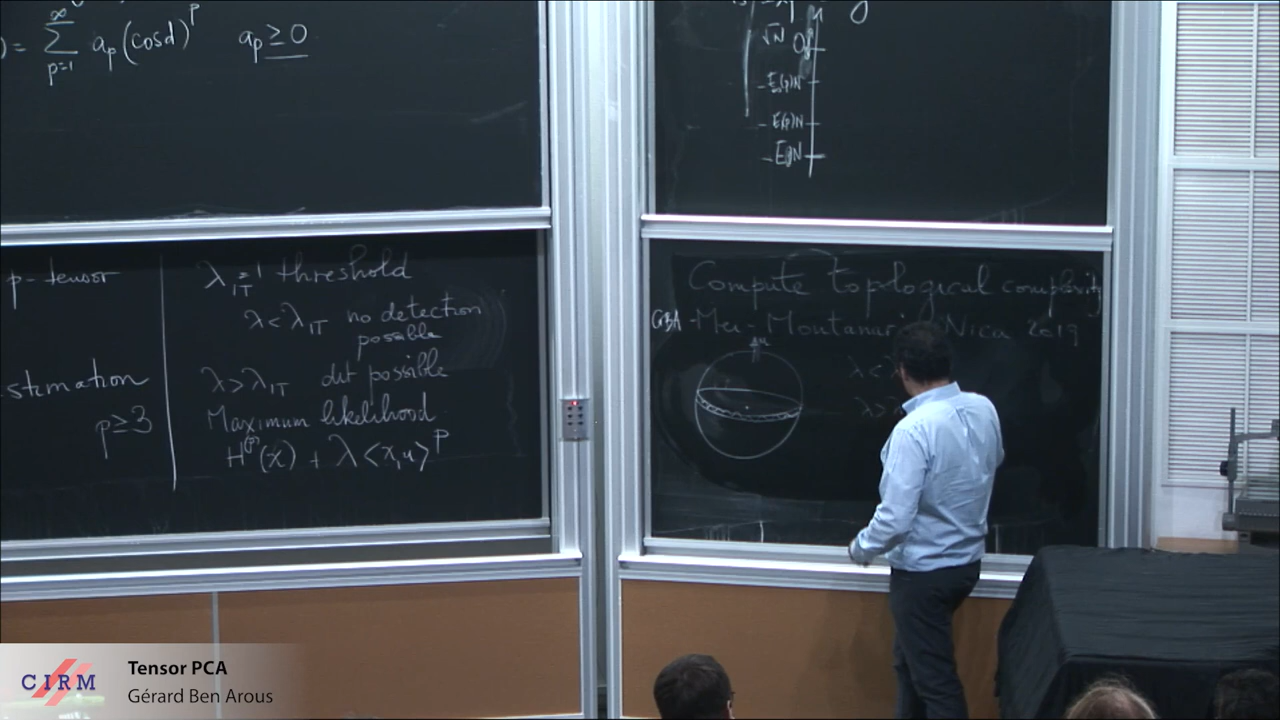 ) = ∞∑p=1 a_p (cos d)^p a_p ≥ 0
√N
0
-E(p)N
-E(p)N
p-tensor
stimation
p≥3
λ_IT = 1 threshold
λ<λ_IT no detection
possible
λ>λ_IT det possible
Maximum likelihood
H^(p)(x) + λ<x,u>^p
Compute topological complexity
GBA-Mei-Montanari Nica 2019
λ<
λ>
CIRM
Tensor PCA
Gérard Ben Arous